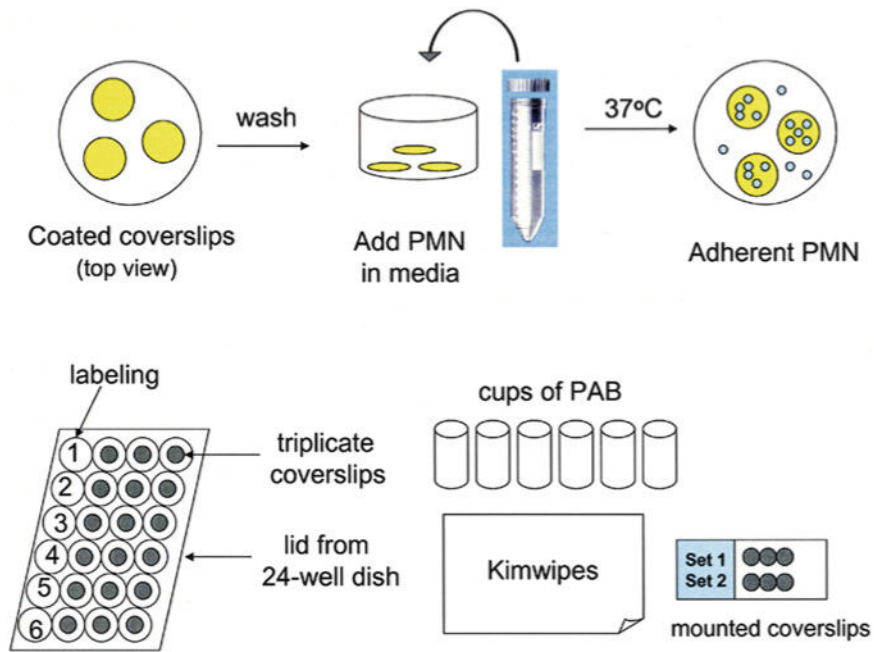 wash
37°C
Coated coverslips
(top view)
Add PMN
in media
Adherent PMN
labeling
cups of PAB
triplicate
coverslips
lid from
24-well dish
1
2
3
4
5
6
Kimwipes
Set 1
Set 2
mounted coverslips